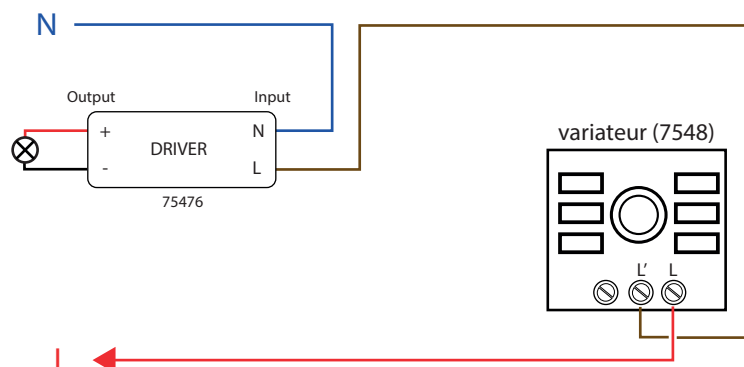 N
Output Input
+ N
DRIVER
- L
75476
variateur (7548)
L' L